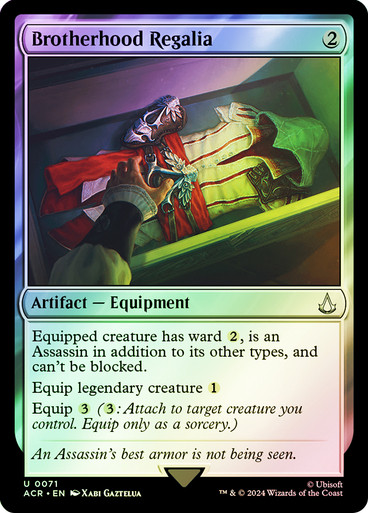 Brotherhood Regalia 2
Artifact — Equipment
Equipped creature has ward 2, is an
Assassin in addition to its other types, and
can't be blocked.
Equip legendary creature 1
Equip 3 (3: Attach to target creature you
control. Equip only as a sorcery.)
An Assassin's best armor is not being seen.
U 0071
ACR • EN Xabi Gaztelua
© Ubisoft
™ & © 2024 Wizards of the Coast